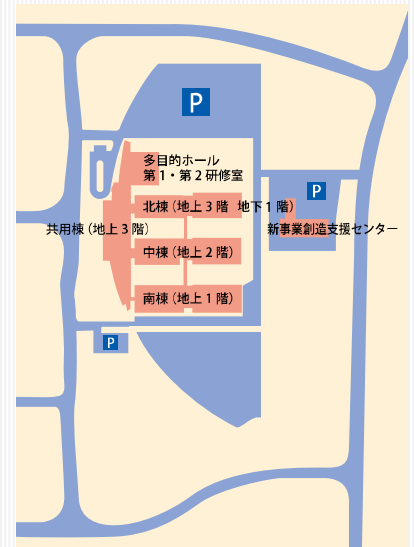 P
多目的ホール
第１・第２研修室
P
北棟（地上３階　地下１階）
共用棟（地上３階）
新事業創造支援センター
中棟（地上２階）
南棟（地上１階）
P